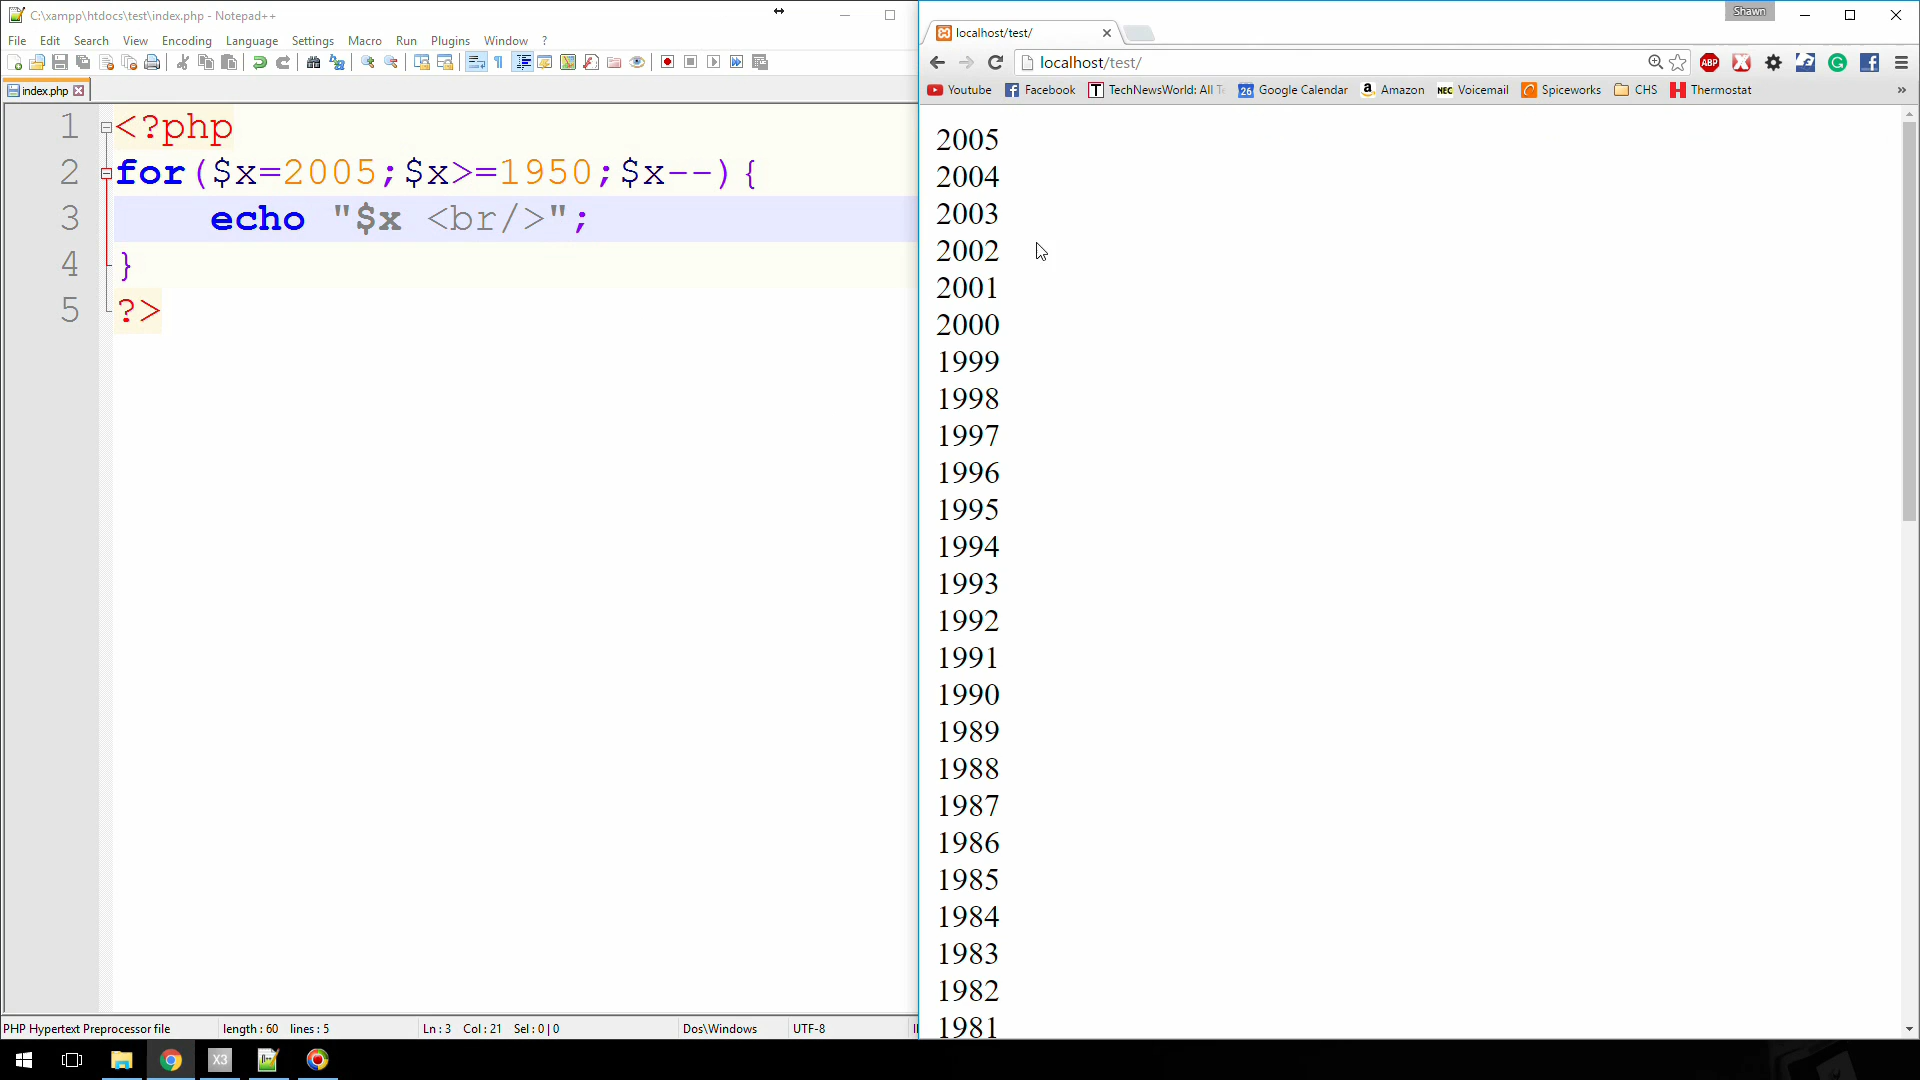 C:\xampp\htdocs\test\index.php - Notepad++
File Edit Search View Encoding Language Settings Macro Run Plugins Window ?
index.php
1 <?php
2 for($x=2005;$x>=1950;$x--){
3 echo "$x <br/>";
4 }
5 ?>
PHP Hypertext Preprocessor file length : 60 lines : 5 Ln : 3 Col : 21 Sel : 0 | 0 Dos\Windows UTF-8
Shawn
localhost/test/
localhost/test/
ABP
Youtube Facebook T TechNewsWorld: All 26 Google Calendar a Amazon NEC Voicemail Spiceworks CHS Thermostat »
2005
2004
2003
2002
2001
2000
1999
1998
1997
1996
1995
1994
1993
1992
1991
1990
1989
1988
1987
1986
1985
1984
1983
1982
1981
X3